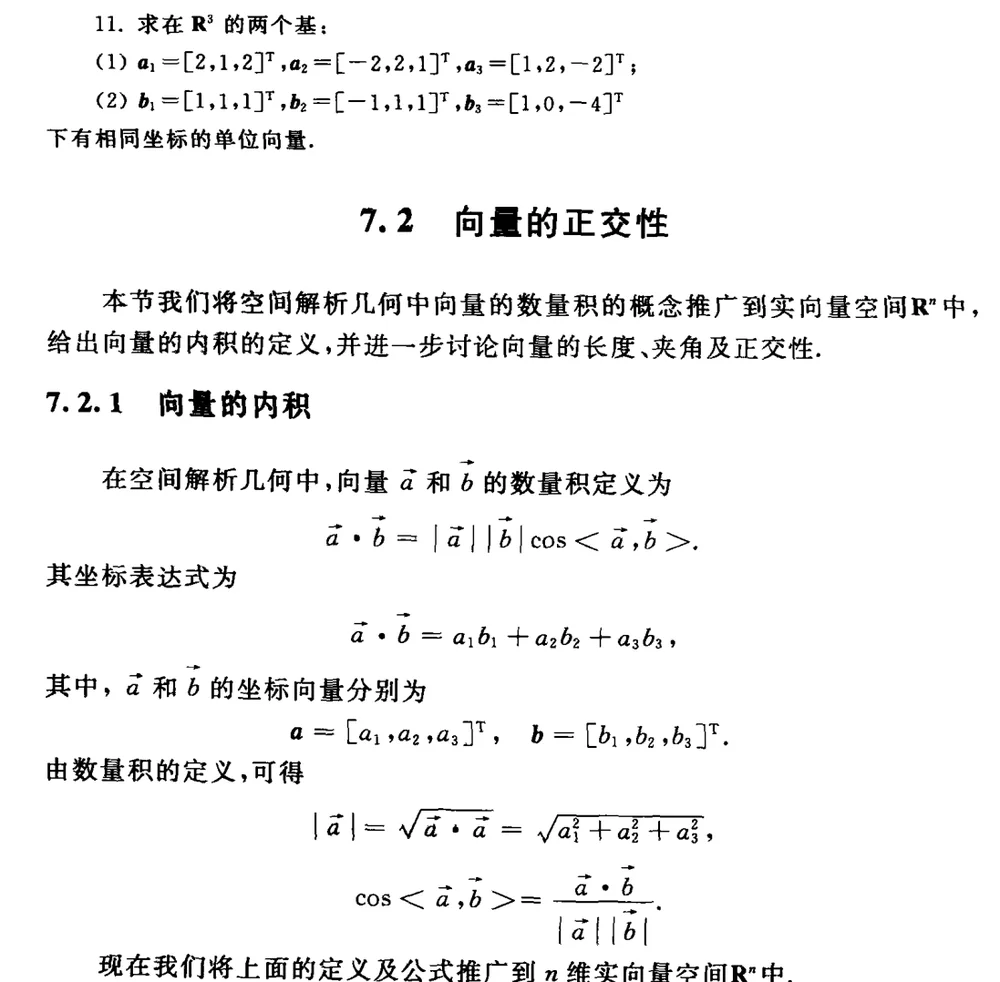 11. 求在 R³ 的两个基：
(1) a₁=[2,1,2]ᵀ,a₂=[-2,2,1]ᵀ,a₃=[1,2,-2]ᵀ;
(2) b₁=[1,1,1]ᵀ,b₂=[-1,1,1]ᵀ,b₃=[1,0,-4]ᵀ
下有相同坐标的单位向量.
7.2 向量的正交性
本节我们将空间解析几何中向量的数量积的概念推广到实向量空间Rⁿ中,
给出向量的内积的定义,并进一步讨论向量的长度、夹角及正交性.
7.2.1 向量的内积
在空间解析几何中,向量 a⃗ 和 b⃗ 的数量积定义为
a⃗ · b⃗ = |a⃗||b⃗|cos < a⃗,b⃗ >.
其坐标表达式为
a⃗ · b⃗ = a₁b₁ + a₂b₂ + a₃b₃,
其中, a⃗ 和 b⃗ 的坐标向量分别为
a = [a₁,a₂,a₃]ᵀ, b = [b₁,b₂,b₃]ᵀ.
由数量积的定义,可得
|a⃗| = √(a⃗ · a⃗) = √(a₁² + a₂² + a₃²),
cos < a⃗,b⃗ > = (a⃗ · b⃗)/(|a⃗||b⃗|).
现在我们将上面的定义及公式推广到 n 维实向量空间Rⁿ中.